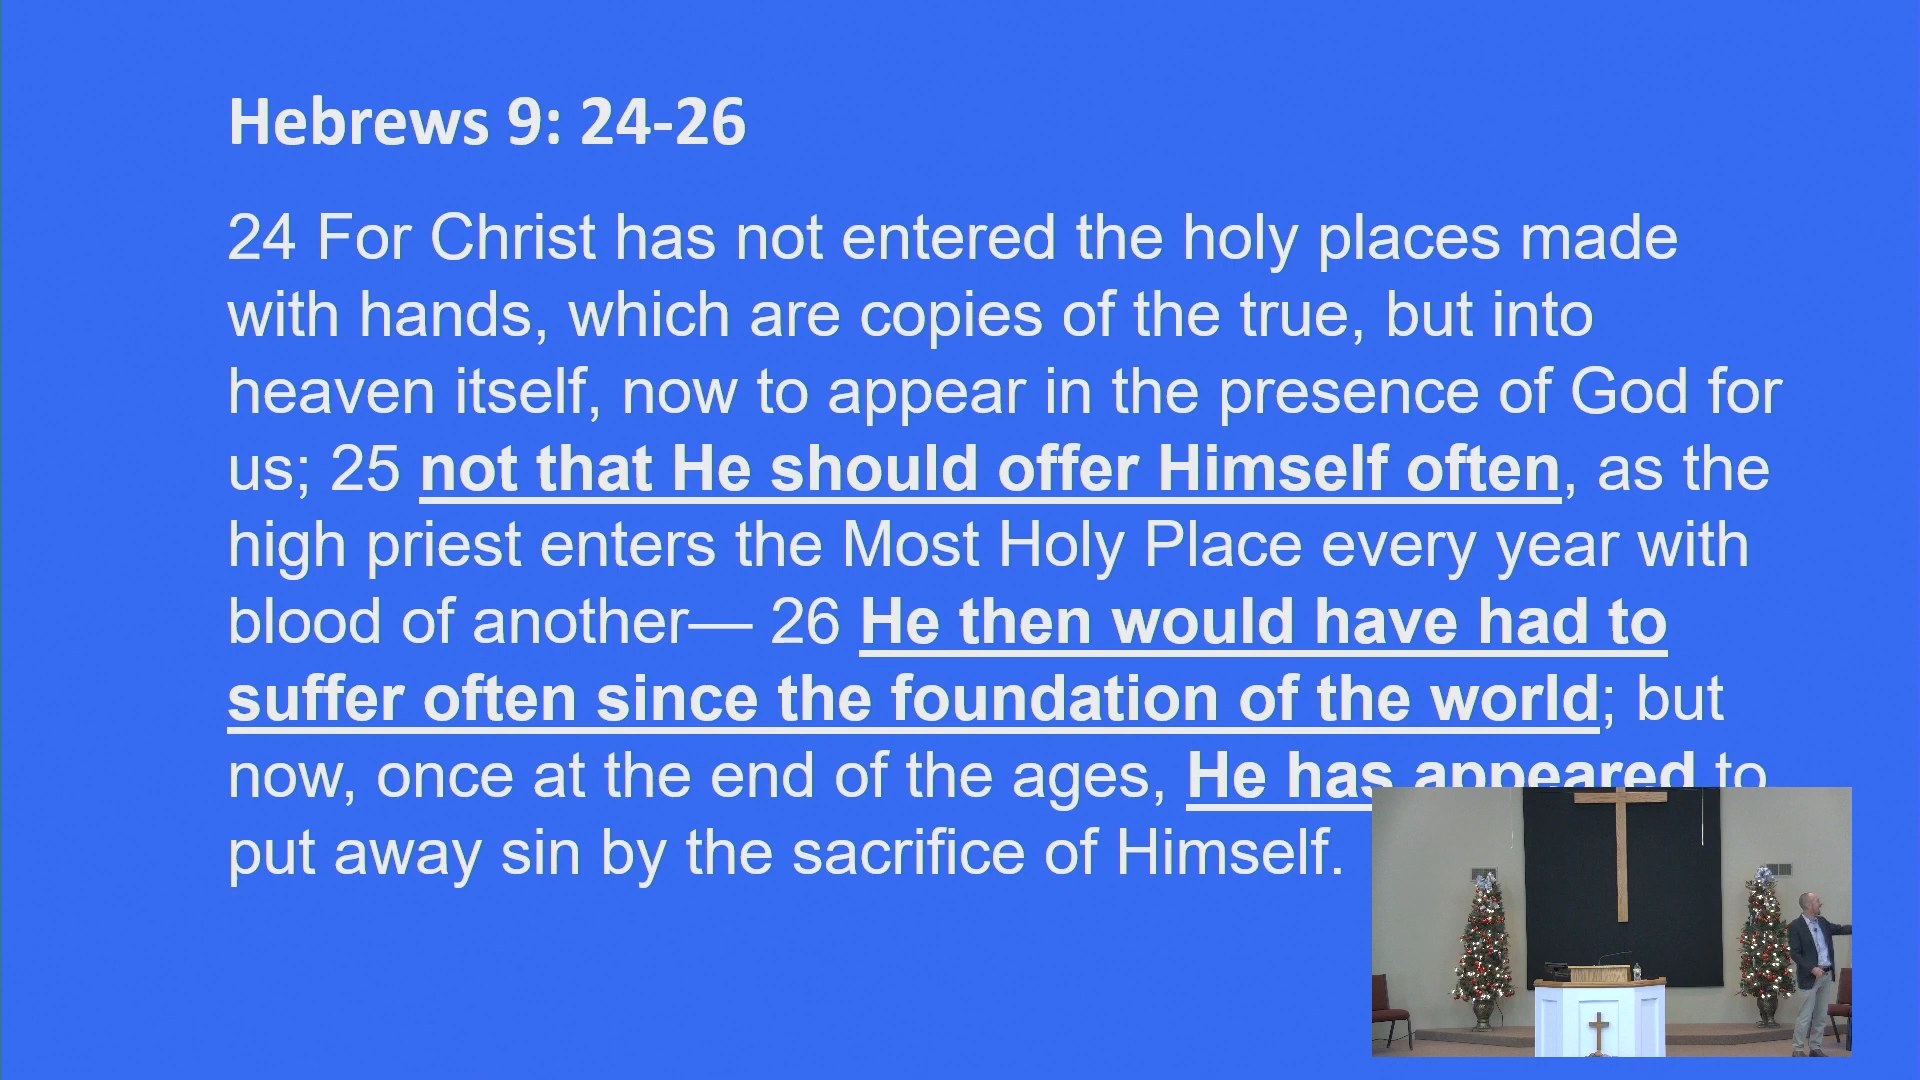 Hebrews 9: 24-26
24 For Christ has not entered the holy places made
with hands, which are copies of the true, but into
heaven itself, now to appear in the presence of God for
us; 25 not that He should offer Himself often, as the
high priest enters the Most Holy Place every year with
blood of another— 26 He then would have had to
suffer often since the foundation of the world; but
now, once at the end of the ages, He has appeared to
put away sin by the sacrifice of Himself.